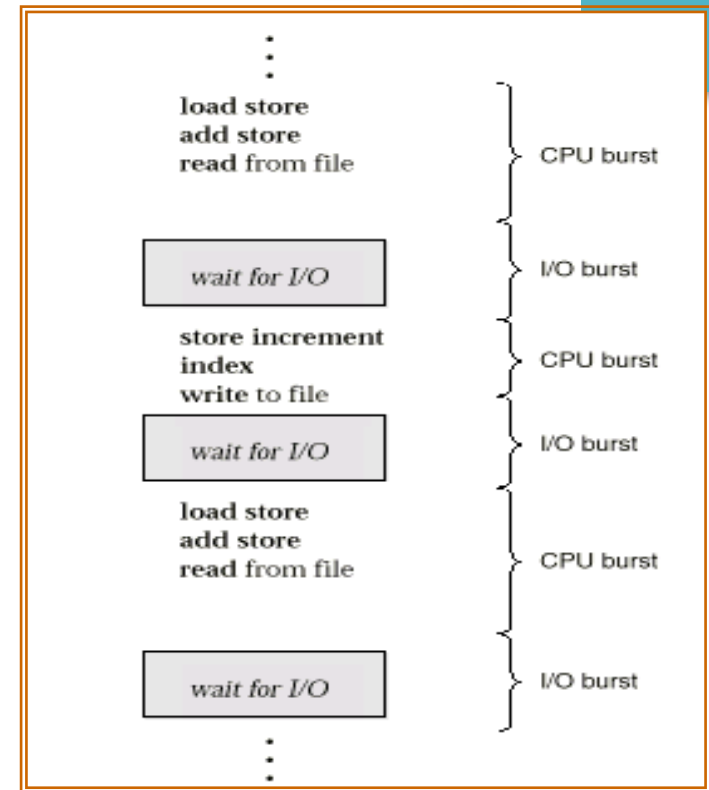 load store
add store
read from file
CPU burst
wait for I/O
I/O burst
store increment
index
write to file
CPU burst
wait for I/O
I/O burst
load store
add store
read from file
CPU burst
wait for I/O
I/O burst